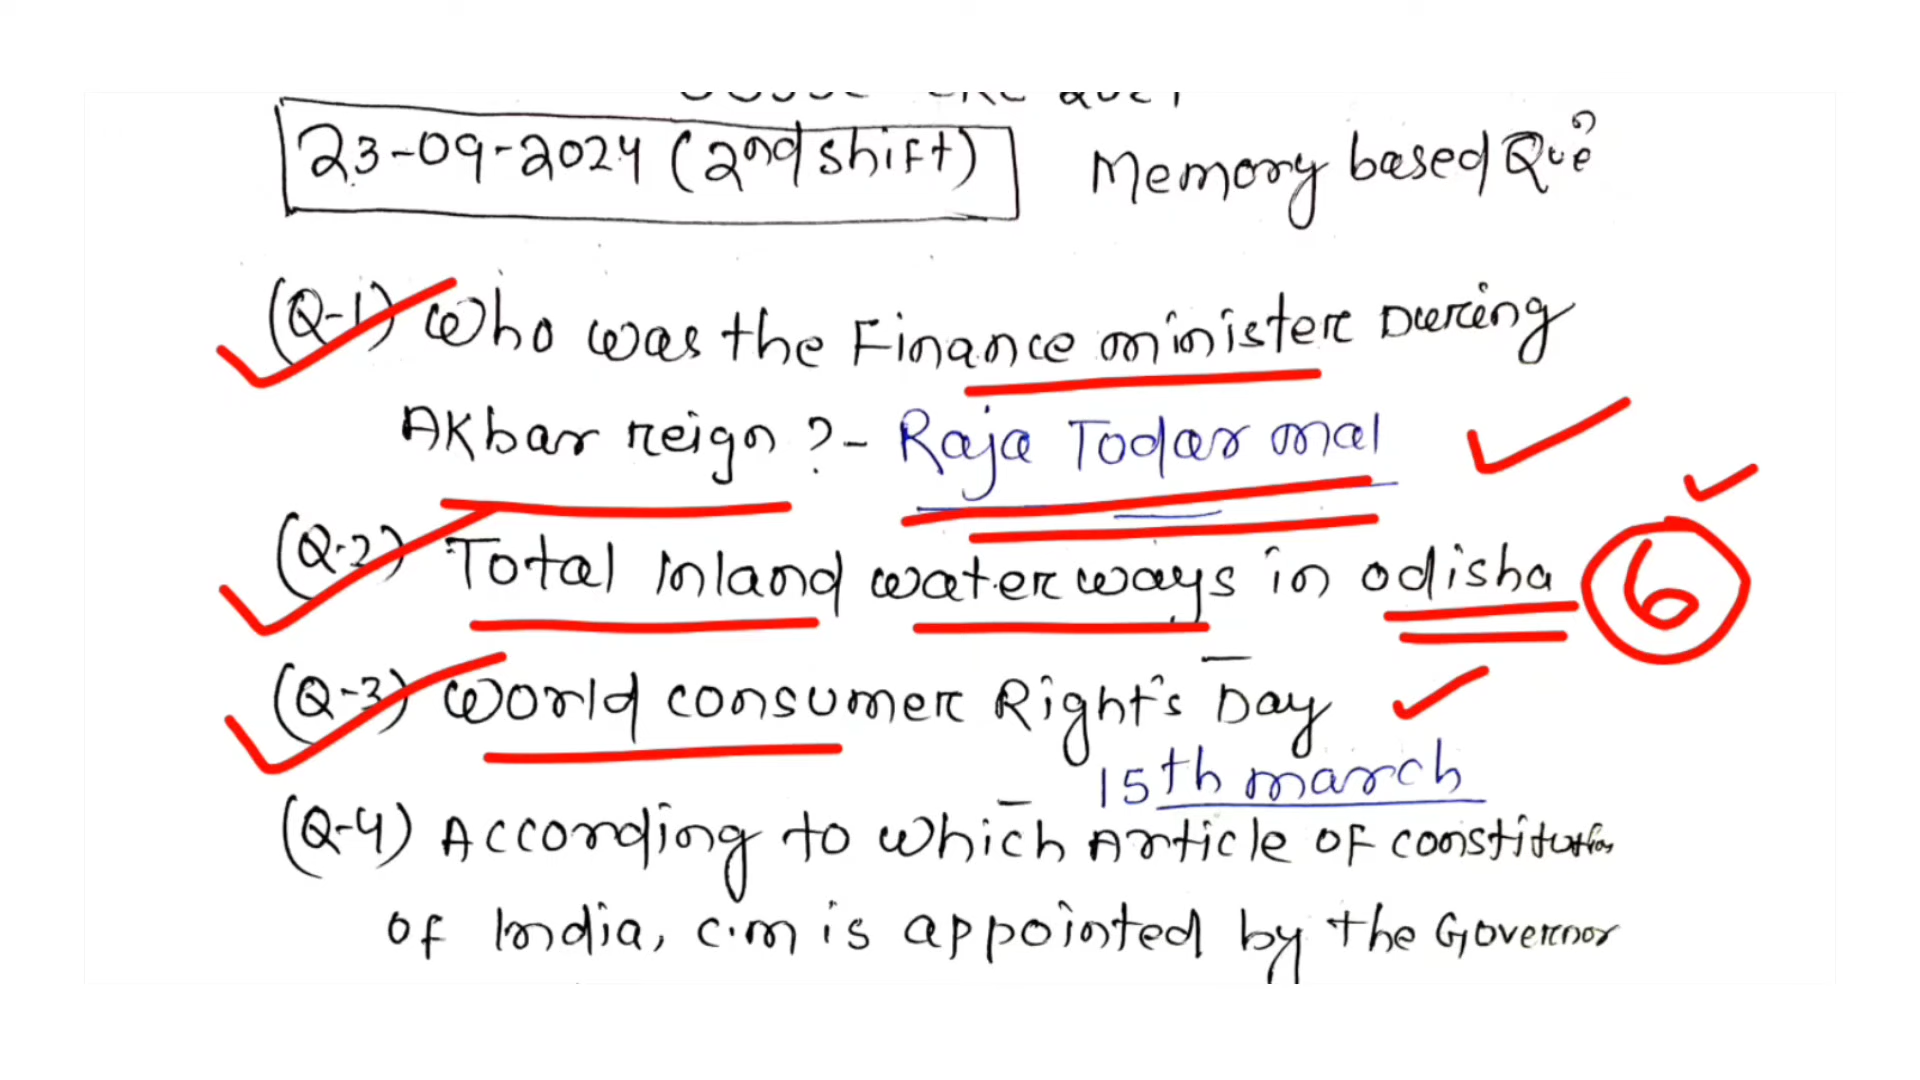 23-09-2024 (2nd shift)
Memory based Que
(Q-1) Who was the Finance minister During
Akbar reign ? - Raja Todar mal
(Q-2) Total Inland waterways in odisha 6
(Q-3) World consumer Right's Day
15th march
(Q-4) According to which Article of constitution
of India, C.M is appointed by the Governor